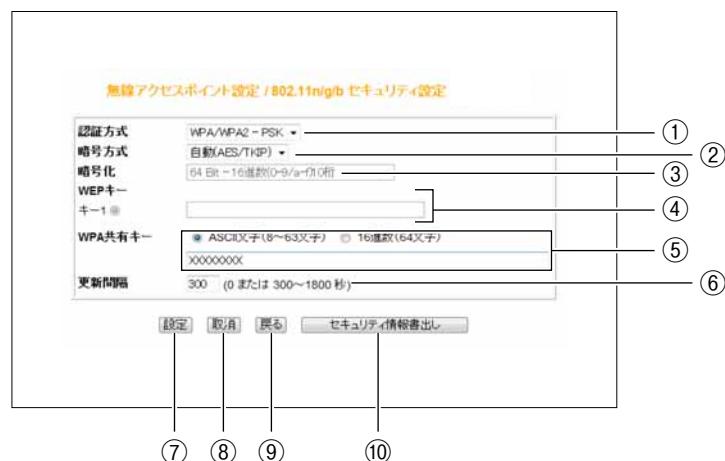 無線アクセスポイント設定 / 802.11n/g/b セキュリティ設定
認証方式 WPA/WPA2 - PSK ①
暗号方式 自動(AES/TKIP) ②
暗号化 64 Bit - 16進数(0-9/a-f)10桁 ③
WEPキー
キー1 ④
WPA共有キー ASCII文字(8~63文字) 16進数(64文字) ⑤
XXXXXXXX
更新間隔 300 (0 または 300~1800 秒) ⑥
設定 取消 戻る セキュリティ情報書出し
⑦ ⑧ ⑨ ⑩